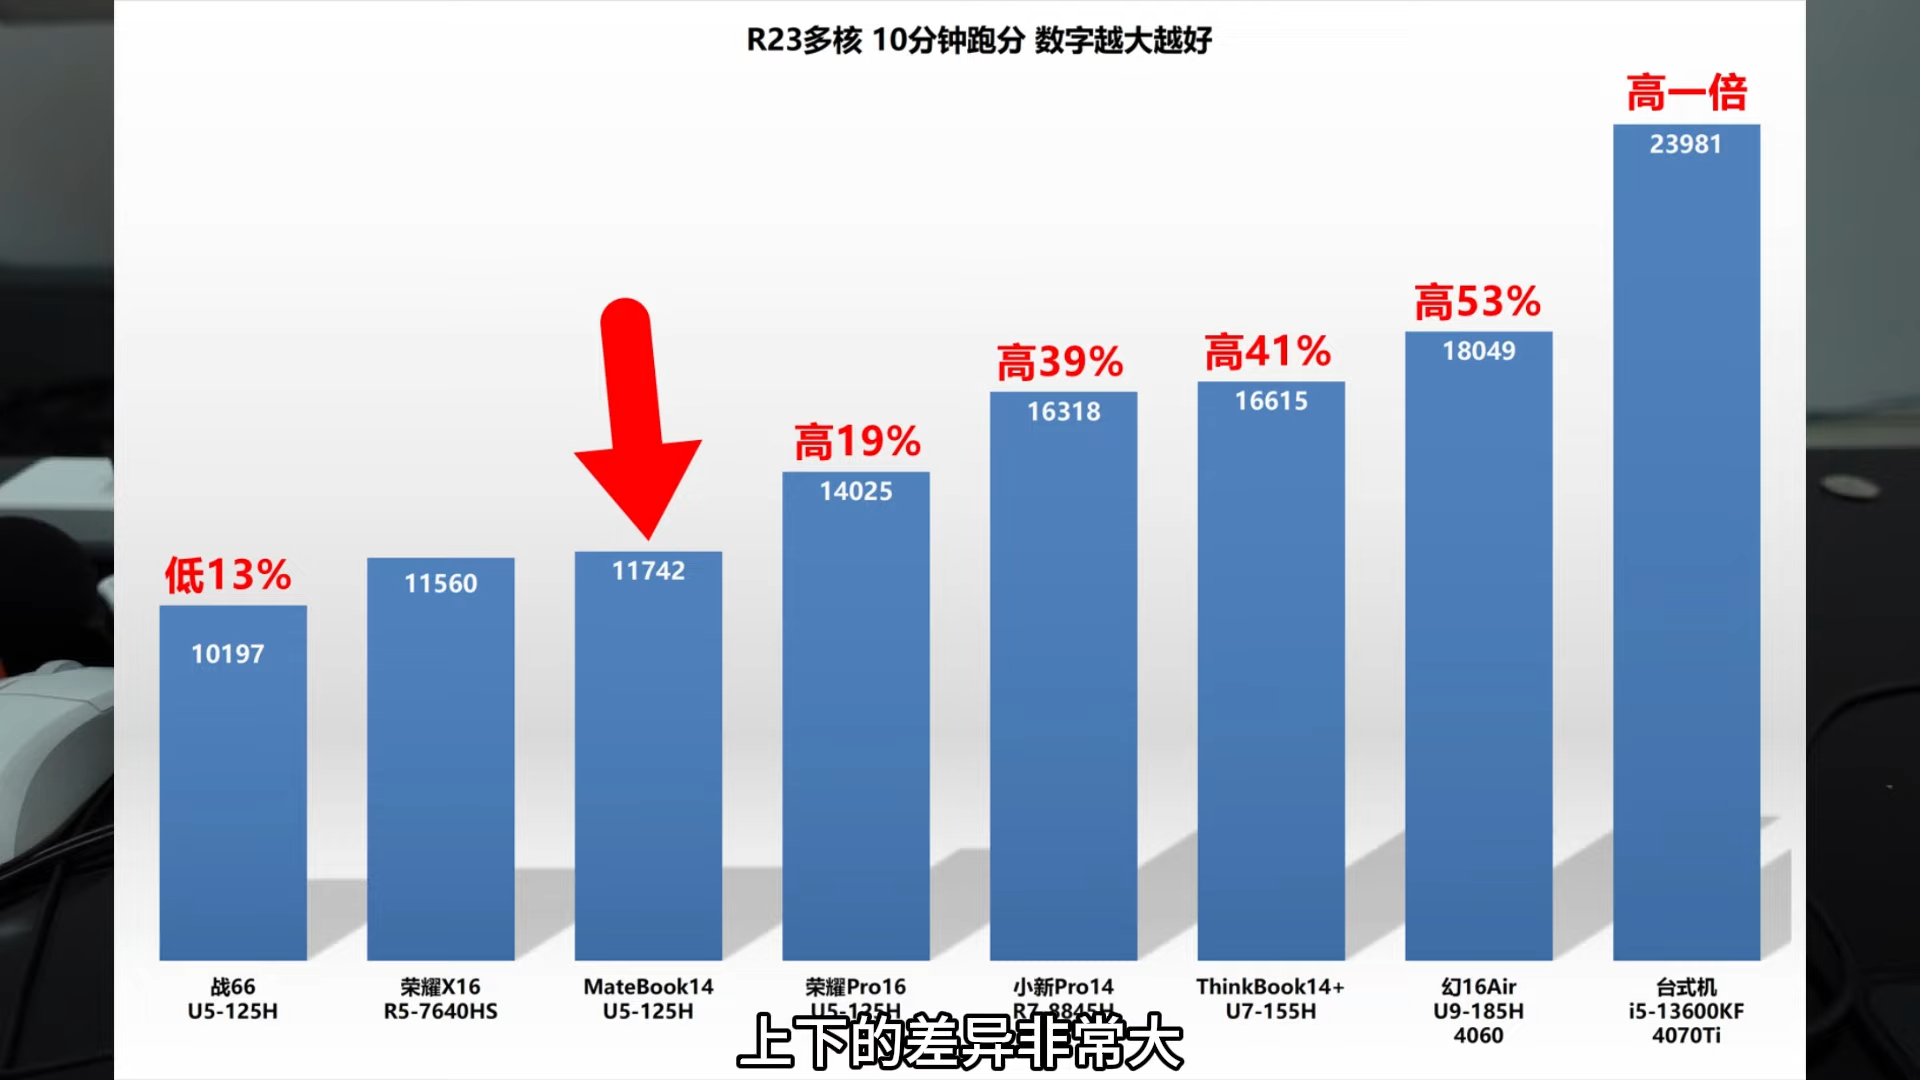 R23多核 10分钟跑分 数字越大越好
高一倍
23981
高53%
18049
高41%
16615
高39%
16318
高19%
14025
11742
11560
低13%
10197
战66
U5-125H
荣耀X16
R5-7640HS
MateBook14
U5-125H
荣耀Pro16
U5-125H
小新Pro14
R7-8845H
ThinkBook14+
U7-155H
幻16Air
U9-185H
4060
台式机
i5-13600KF
4070Ti
上下的差异非常大